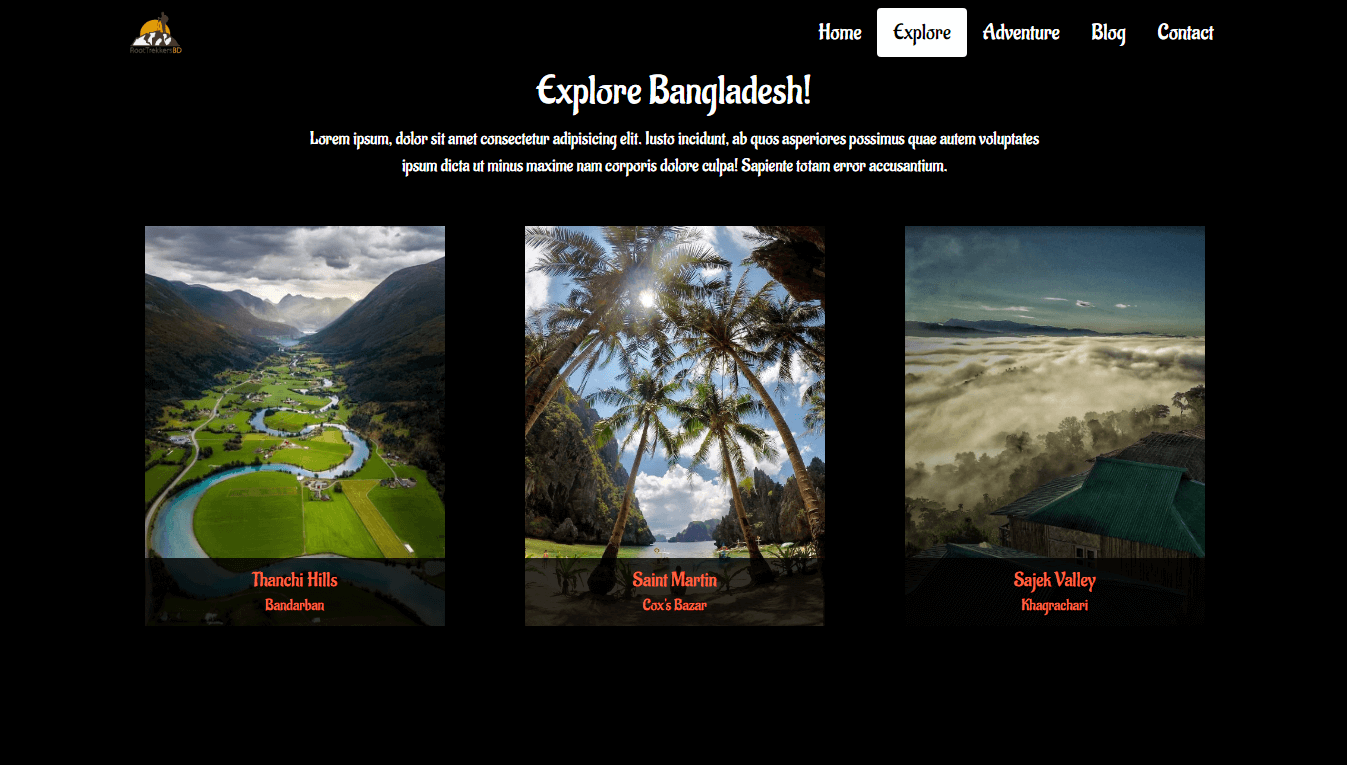 RootTrekkersBD
Home Explore Adventure Blog Contact
Explore Bangladesh!
Lorem ipsum, dolor sit amet consectetur adipisicing elit. Iusto incidunt, ab quos asperiores possimus quae autem voluptates
ipsum dicta ut minus maxime nam corporis dolore culpa! Sapiente totam error accusantium.
Thanchi Hills
Bandarban
Saint Martin
Cox's Bazar
Sajek Valley
Khagrachari